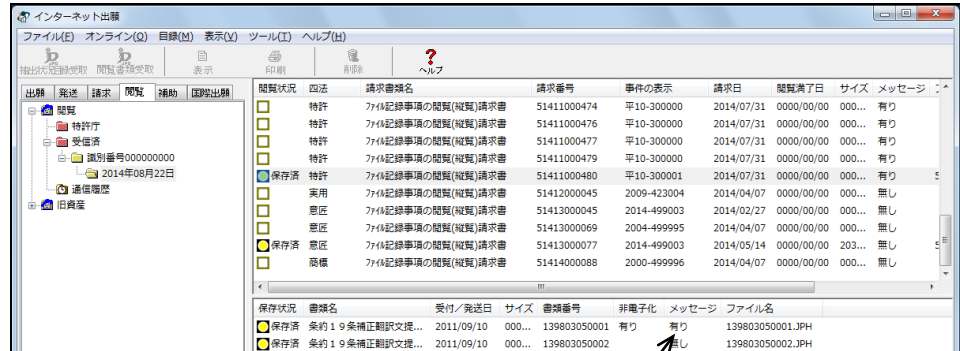 インターネット出願
ファイル(F) オンライン(O) 目録(M) 表示(V) ツール(T) ヘルプ(H)
閲覧書類受取 表示 印刷 削除 ヘルプ
出願 発送 請求 閲覧 補助 国際出願
閲覧
特許庁
受信済
識別番号000000000
2014年08月22日
通信履歴
旧資産
閲覧状況 四法 請求書類名 請求番号 事件の表示 請求日 閲覧満了日 サイズ メッセージ
特許 ファイル記録事項の閲覧(縦覧)請求書 51411000474 平10-300000 2014/07/31 0000/00/00 000... 有り
特許 ファイル記録事項の閲覧(縦覧)請求書 51411000476 平10-300000 2014/07/31 0000/00/00 000... 有り
特許 ファイル記録事項の閲覧(縦覧)請求書 51411000477 平10-300000 2014/07/31 0000/00/00 000... 有り
特許 ファイル記録事項の閲覧(縦覧)請求書 51411000479 平10-300000 2014/07/31 0000/00/00 000... 有り
保存済 特許 ファイル記録事項の閲覧(縦覧)請求書 51411000480 平10-300001 2014/07/31 0000/00/00 000... 有り
実用 ファイル記録事項の閲覧(縦覧)請求書 51412000045 2009-423004 2014/04/07 0000/00/00 000... 無し
意匠 ファイル記録事項の閲覧(縦覧)請求書 51413000045 2014-499003 2014/02/27 0000/00/00 000... 無し
意匠 ファイル記録事項の閲覧(縦覧)請求書 51413000069 2004-499995 2014/04/07 0000/00/00 000... 無し
保存済 意匠 ファイル記録事項の閲覧(縦覧)請求書 51413000077 2014-499003 2014/05/14 0000/00/00 203... 無し
商標 ファイル記録事項の閲覧(縦覧)請求書 51414000088 2000-499996 2014/04/07 0000/00/00 000... 無し
保存状況 書類名 受付/発送日 サイズ 書類番号 非電子化 メッセージ ファイル名
保存済 条約19条補正翻訳文提... 2011/09/10 000... 139803050001 有り 有り 139803050001.JPH
保存済 条約19条補正翻訳文提... 2011/09/10 000... 139803050002 無し 139803050002.JPH